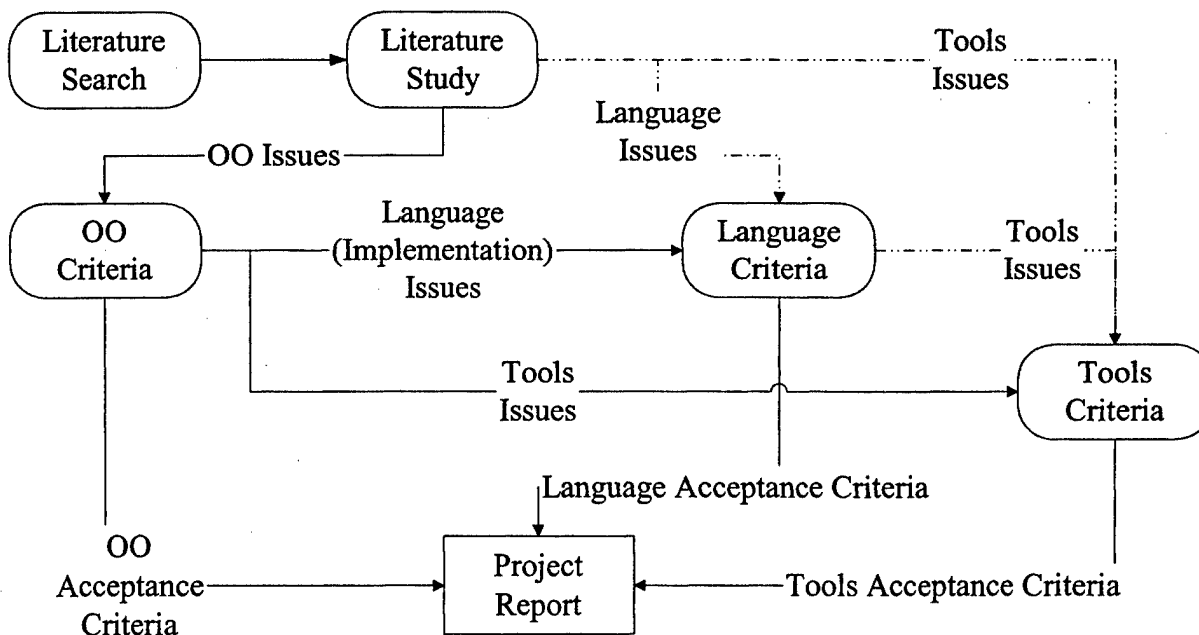 Literature
Search
Literature
Study
Tools
Issues
Language
Issues
OO Issues
OO
Criteria
Language
(Implementation)
Issues
Language
Criteria
Tools
Issues
Tools
Issues
Tools
Criteria
Language Acceptance Criteria
OO
Acceptance
Criteria
Project
Report
Tools Acceptance Criteria